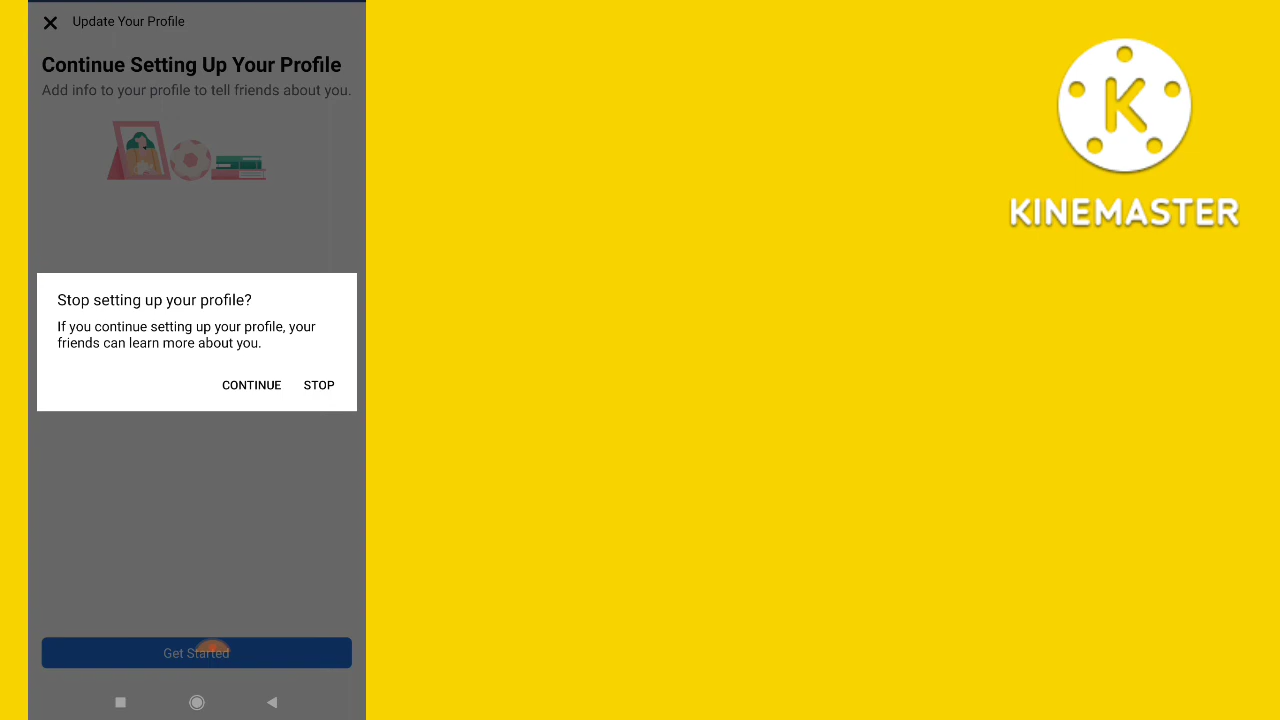 Update Your Profile
Continue Setting Up Your Profile
Add info to your profile to tell friends about you.
Stop setting up your profile?
If you continue setting up your profile, your
friends can learn more about you.
CONTINUE STOP
Get Started
K
KINEMASTER